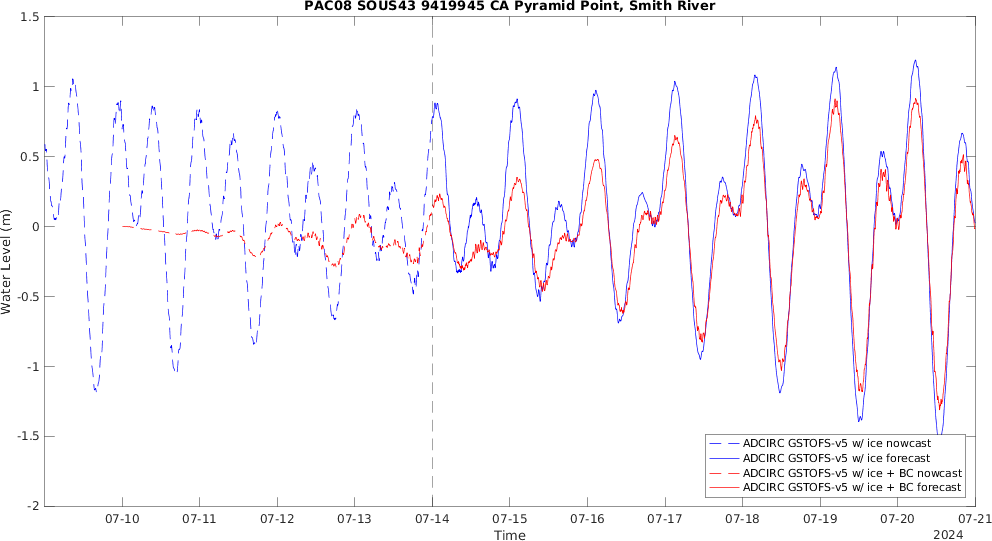 PAC08 SOUS43 9419945 CA Pyramid Point, Smith River
Water Level (m)
1.5
1
0.5
0
-0.5
-1
-1.5
-2
07-10 07-11 07-12 07-13 07-14 07-15 07-16 07-17 07-18 07-19 07-20 07-21
Time
2024
ADCIRC GSTOFS-v5 w/ ice nowcast
ADCIRC GSTOFS-v5 w/ ice forecast
ADCIRC GSTOFS-v5 w/ ice + BC nowcast
ADCIRC GSTOFS-v5 w/ ice + BC forecast